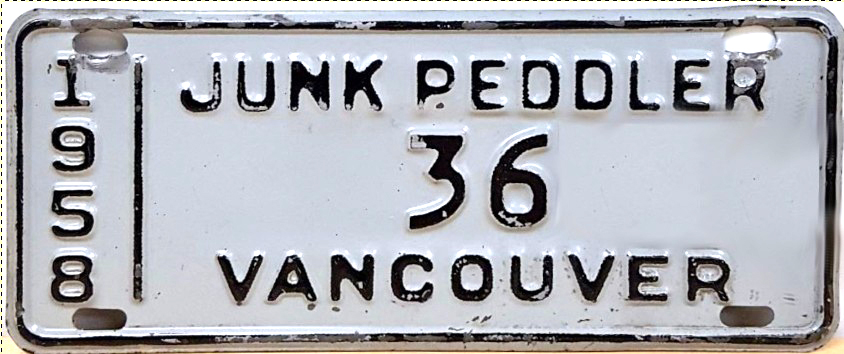 1958
JUNK PEDDLER
36
VANCOUVER